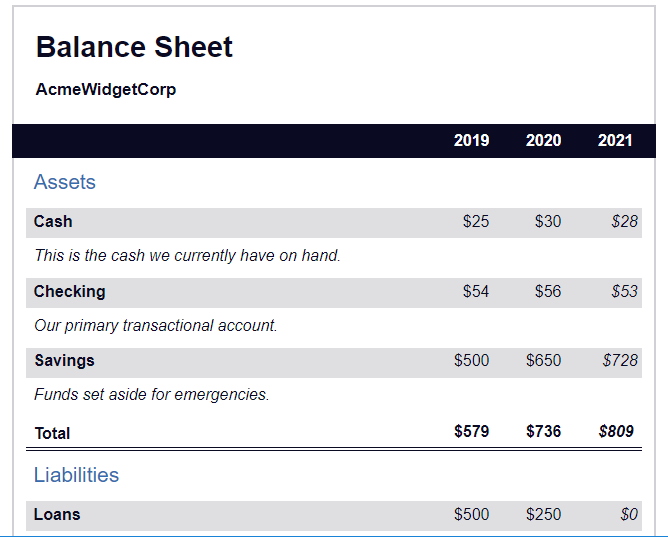 Balance Sheet
AcmeWidgetCorp
2019 2020 2021
Assets
Cash $25 $30 $28
This is the cash we currently have on hand.
Checking $54 $56 $53
Our primary transactional account.
Savings $500 $650 $728
Funds set aside for emergencies.
Total $579 $736 $809
Liabilities
Loans $500 $250 $0